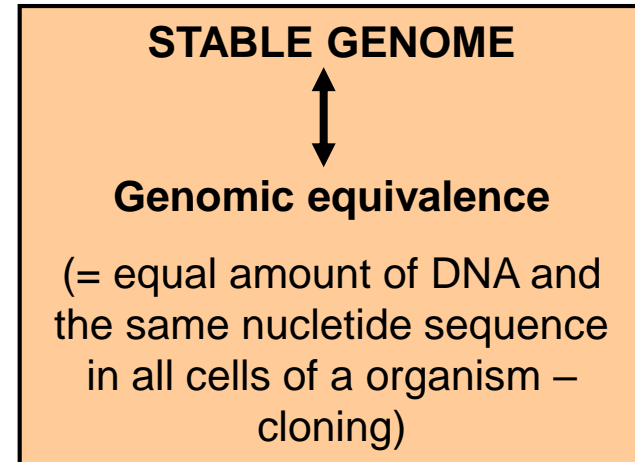 STABLE GENOME
Genomic equivalence
(= equal amount of DNA and
the same nucletide sequence
in all cells of a organism –
cloning)